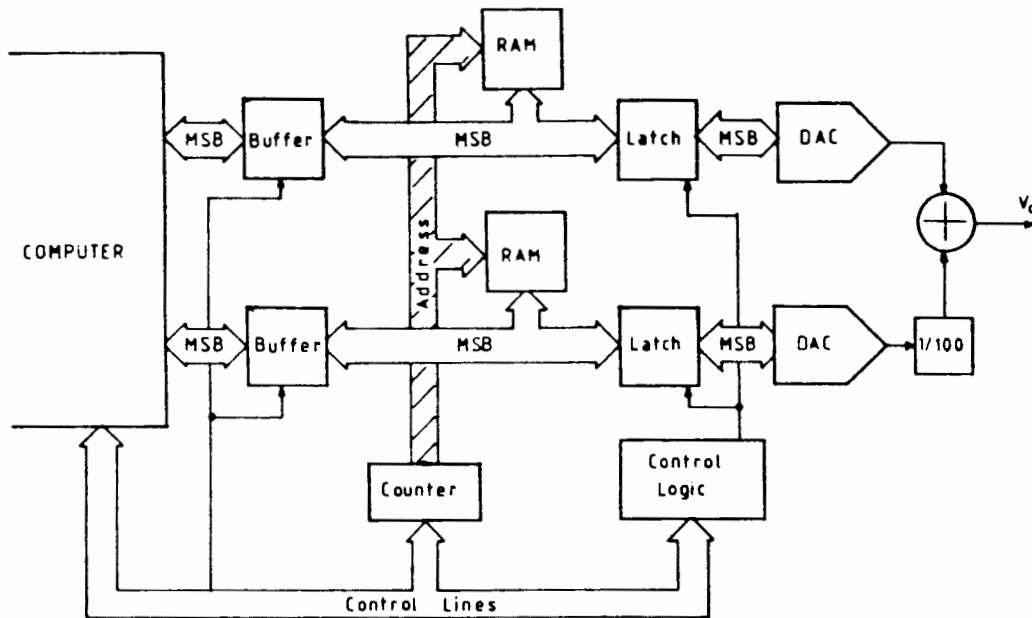 RAM
MSB
Buffer
MSB
Latch
MSB
DAC
COMPUTER
Address
RAM
MSB
Buffer
MSB
Latch
MSB
DAC
1/100
Counter
Control
Logic
Control Lines